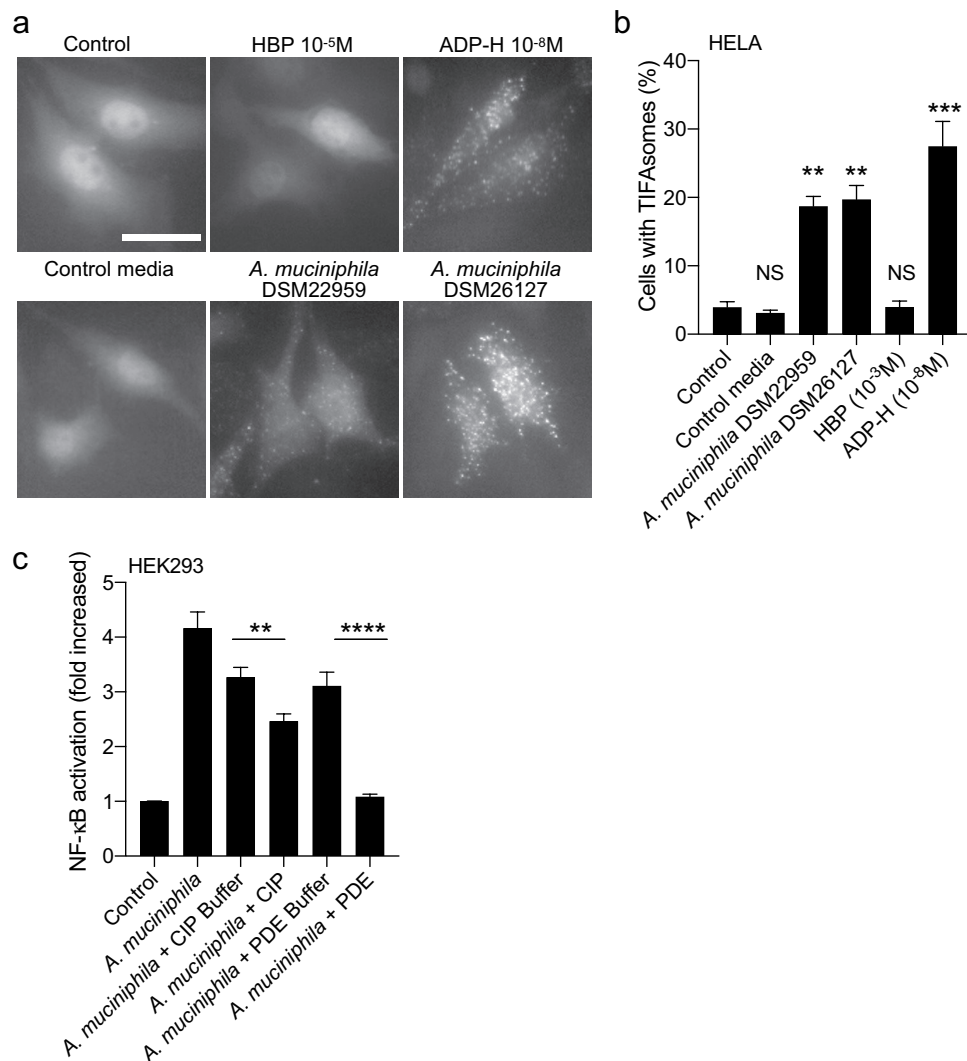 a
Control
HBP 10-5M
ADP-H 10-8M
Control media
A. muciniphila
DSM22959
A. muciniphila
DSM26127
b
HELA
Cells with TIFAsomes (%)
40
30
20
10
0
NS
**
**
NS
***
Control
Control media
A. muciniphila DSM22959
A. muciniphila DSM26127
HBP (10-3M)
ADP-H (10-8M)
c
HEK293
NF-κB activation (fold increased)
5
4
3
2
1
0
**
****
Control
A. muciniphila
A. muciniphila + CIP Buffer
A. muciniphila + CIP
A. muciniphila + PDE Buffer
A. muciniphila + PDE